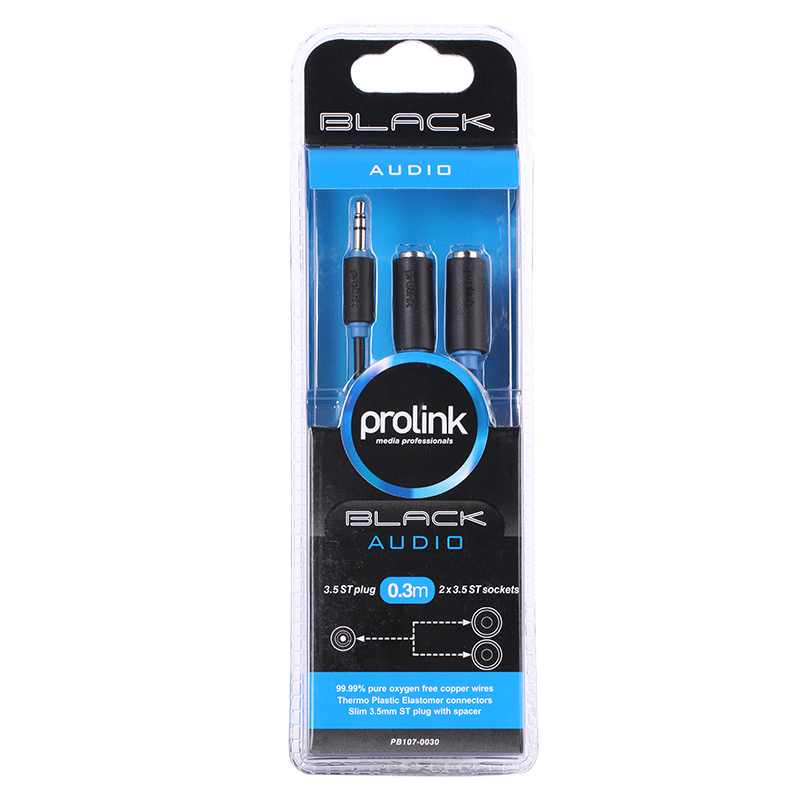 BLACK
AUDIO
prolink
prolink
prolink
media professionals
BLACK
AUDIO
3.5 ST plug 0.3m 2 x 3.5 ST sockets
99.99% pure oxygen free copper wires
Thermo Plastic Elastomer connectors
Slim 3.5mm ST plug with spacer
PB107-0030